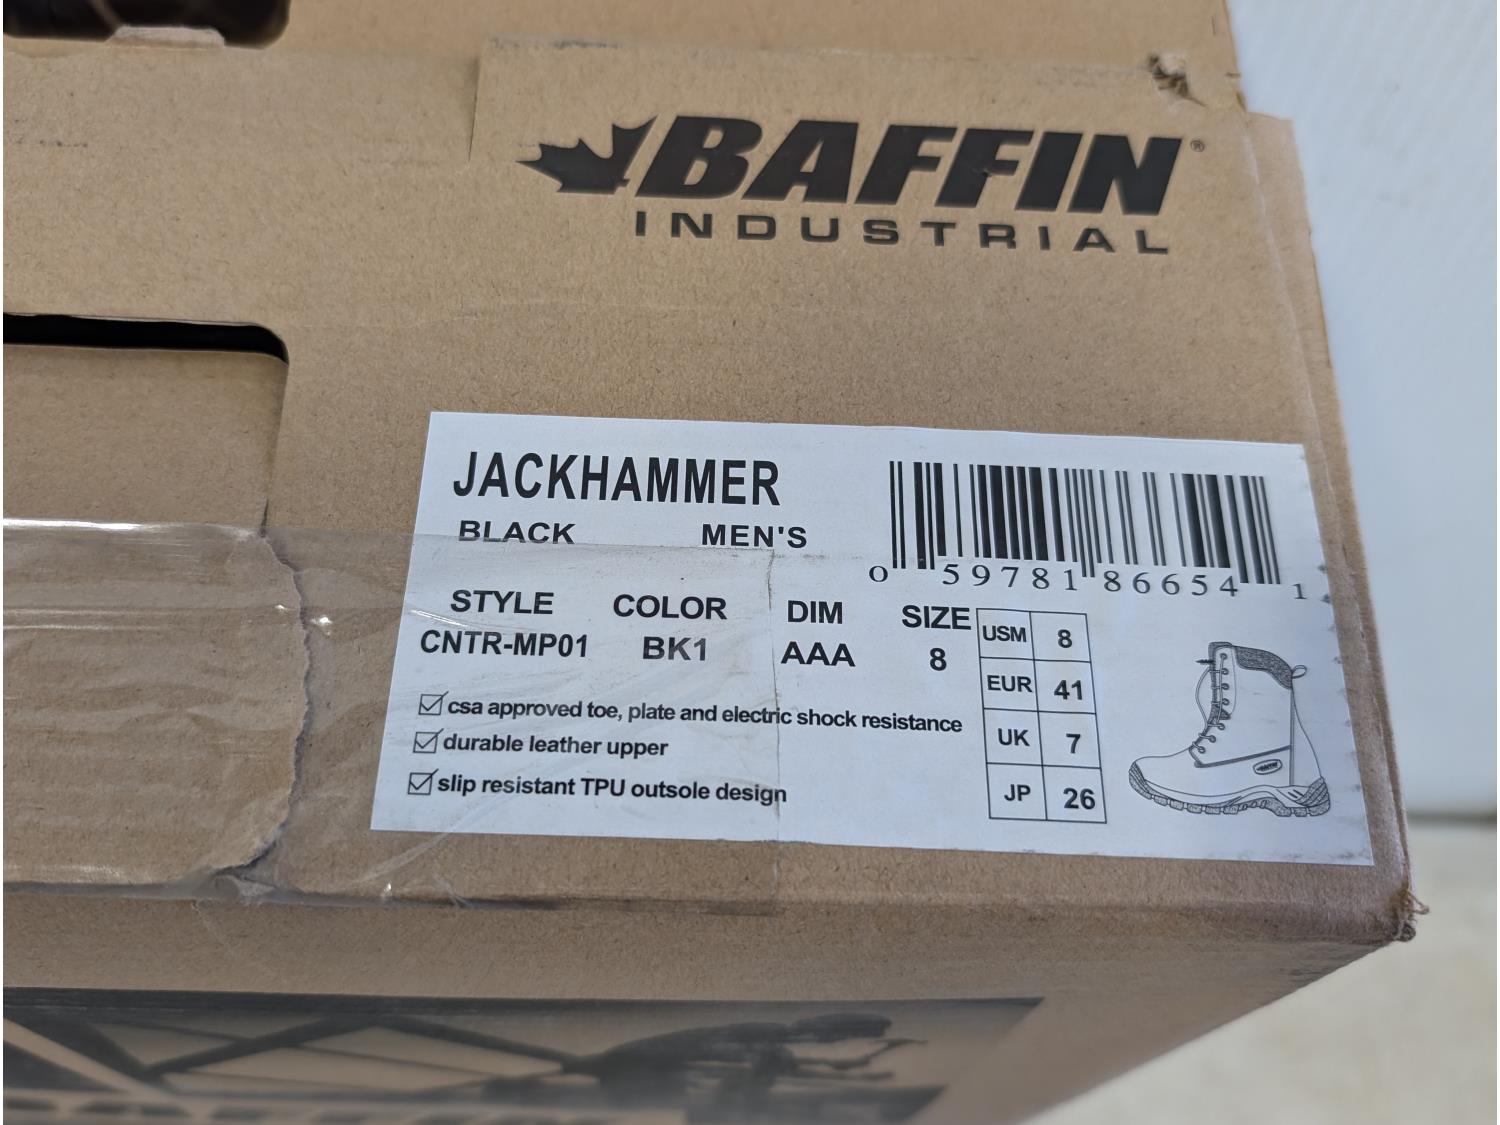 BAFFIN®
INDUSTRIAL
JACKHAMMER
BLACK MEN'S
0 59781 86654 1
STYLE COLOR DIM SIZE
CNTR-MP01 BK1 AAA 8
USM 8
EUR 41
UK 7
JP 26
csa approved toe, plate and electric shock resistance
durable leather upper
slip resistant TPU outsole design
BAFFIN